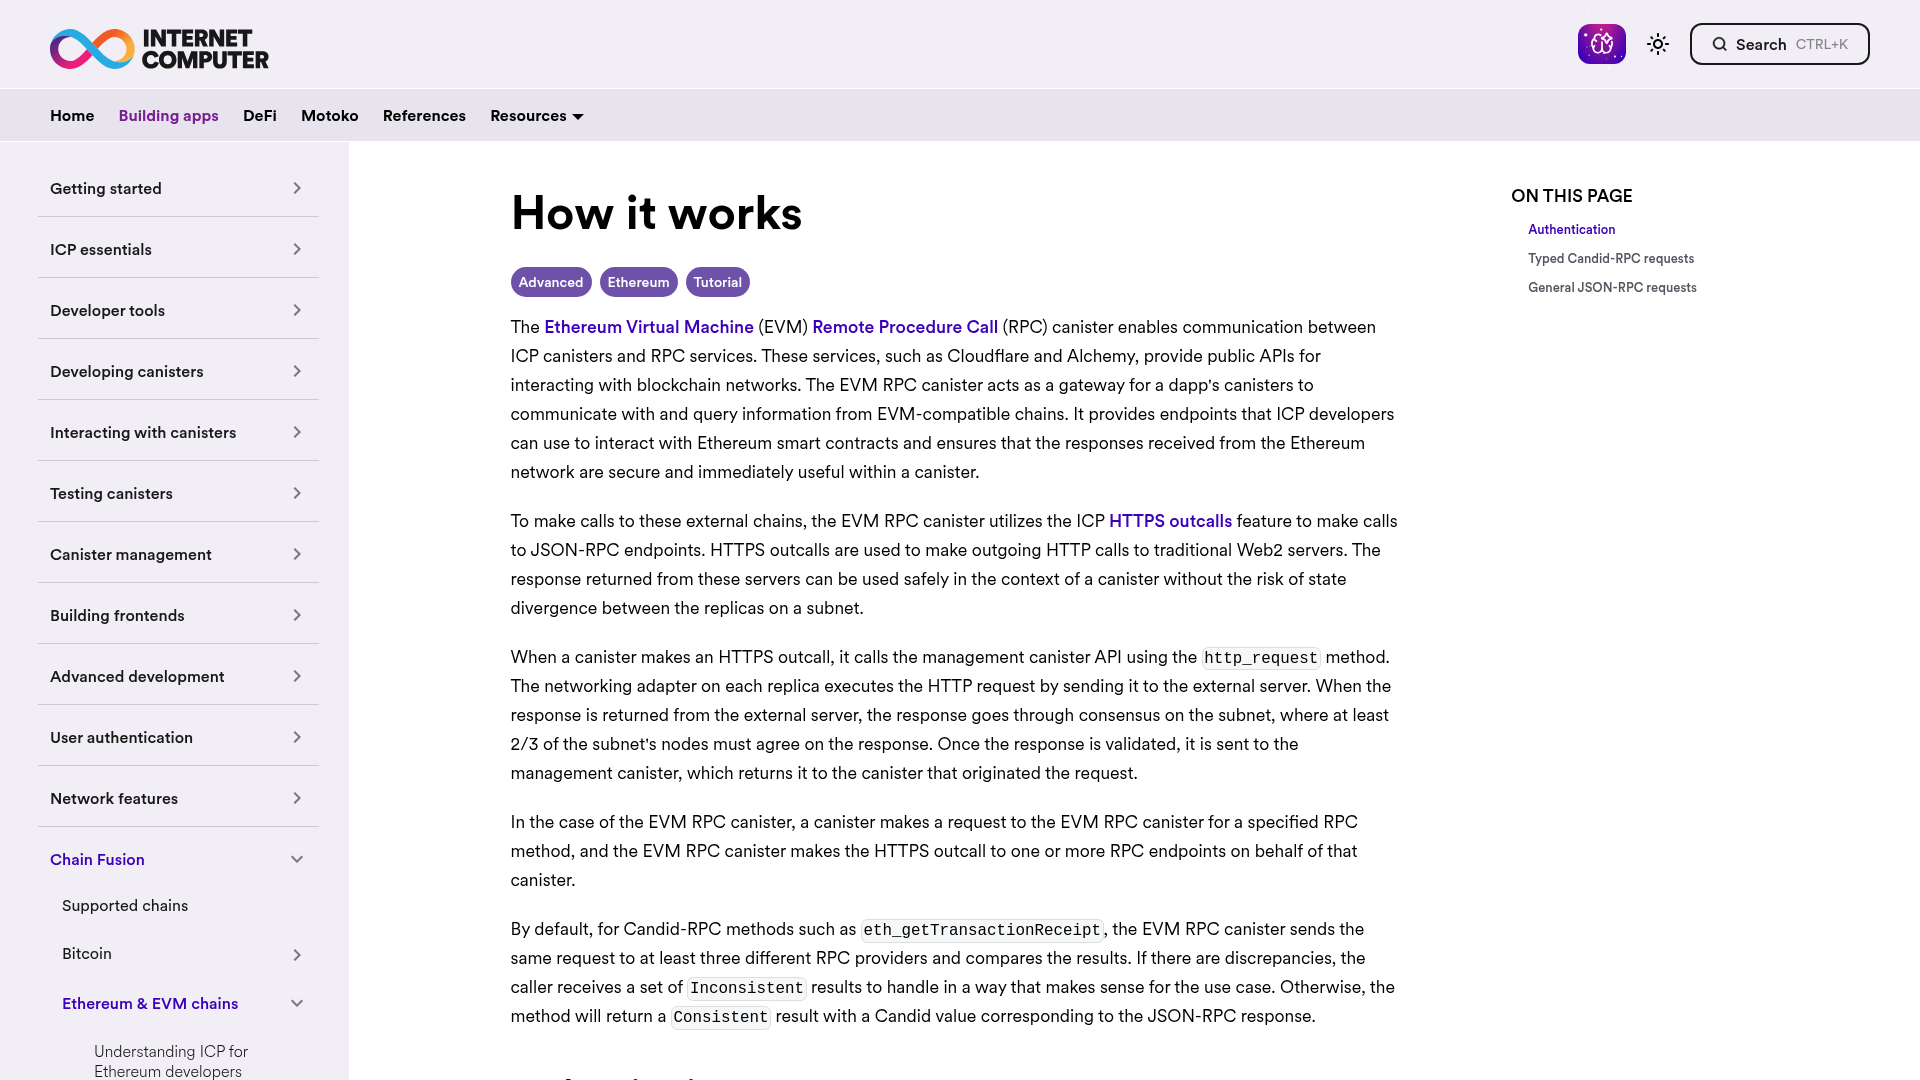 INTERNET
COMPUTER
Search CTRL+K
Home Building apps DeFi Motoko References Resources
Getting started
ICP essentials
Developer tools
Developing canisters
Interacting with canisters
Testing canisters
Canister management
Building frontends
Advanced development
User authentication
Network features
Chain Fusion
Supported chains
Bitcoin
Ethereum & EVM chains
Understanding ICP for
Ethereum developers
How it works
Advanced Ethereum Tutorial
The Ethereum Virtual Machine (EVM) Remote Procedure Call (RPC) canister enables communication between
ICP canisters and RPC services. These services, such as Cloudflare and Alchemy, provide public APIs for
interacting with blockchain networks. The EVM RPC canister acts as a gateway for a dapp's canisters to
communicate with and query information from EVM-compatible chains. It provides endpoints that ICP developers
can use to interact with Ethereum smart contracts and ensures that the responses received from the Ethereum
network are secure and immediately useful within a canister.
To make calls to these external chains, the EVM RPC canister utilizes the ICP HTTPS outcalls feature to make calls
to JSON-RPC endpoints. HTTPS outcalls are used to make outgoing HTTP calls to traditional Web2 servers. The
response returned from these servers can be used safely in the context of a canister without the risk of state
divergence between the replicas on a subnet.
When a canister makes an HTTPS outcall, it calls the management canister API using the http_request method.
The networking adapter on each replica executes the HTTP request by sending it to the external server. When the
response is returned from the external server, the response goes through consensus on the subnet, where at least
2/3 of the subnet's nodes must agree on the response. Once the response is validated, it is sent to the
management canister, which returns it to the canister that originated the request.
In the case of the EVM RPC canister, a canister makes a request to the EVM RPC canister for a specified RPC
method, and the EVM RPC canister makes the HTTPS outcall to one or more RPC endpoints on behalf of that
canister.
By default, for Candid-RPC methods such as eth_getTransactionReceipt, the EVM RPC canister sends the
same request to at least three different RPC providers and compares the results. If there are discrepancies, the
caller receives a set of Inconsistent results to handle in a way that makes sense for the use case. Otherwise, the
method will return a Consistent result with a Candid value corresponding to the JSON-RPC response.
ON THIS PAGE
Authentication
Typed Candid-RPC requests
General JSON-RPC requests